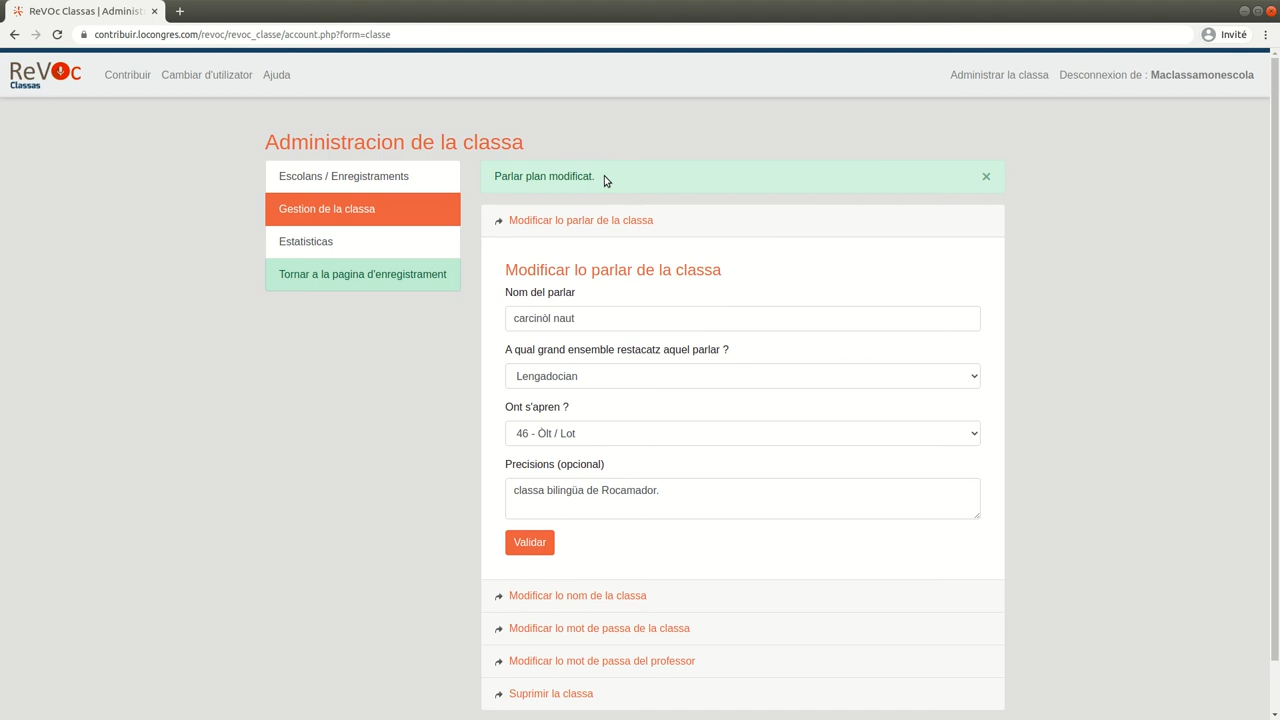 ReVOc Classas | Administ
contribuir.locongres.com/revoc/revoc_classe/account.php?form=classe
Invité
ReVOc
Classas
Contribuir
Cambiar d'utilizator
Ajuda
Administrar la classa
Desconnexion de : Maclassamonescola
Administracion de la classa
Escolans / Enregistraments
Gestion de la classa
Estatisticas
Tornar a la pagina d'enregistrament
Parlar plan modificat.
Modificar lo parlar de la classa
Modificar lo parlar de la classa
Nom del parlar
carcinòl naut
A qual grand ensemble restacatz aquel parlar ?
Lengadocian
Ont s'apren ?
46 - Òlt / Lot
Precisions (opcional)
classa bilingüa de Rocamador.
Validar
Modificar lo nom de la classa
Modificar lo mot de passa de la classa
Modificar lo mot de passa del professor
Suprimir la classa